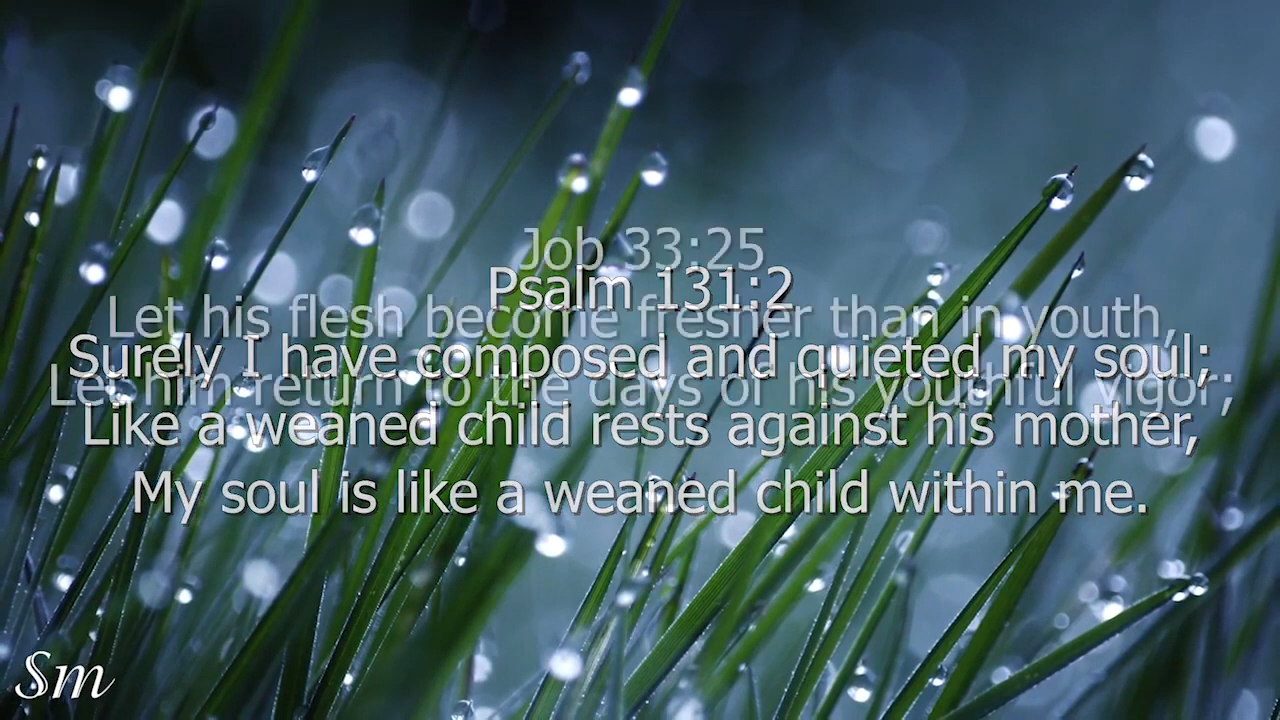 Job 33:25
Let his flesh become fresher than in youth,
Let him return to the days of his youthful vigor;
Psalm 131:2
Surely I have composed and quieted my soul;
Like a weaned child rests against his mother,
My soul is like a weaned child within me.
Sm